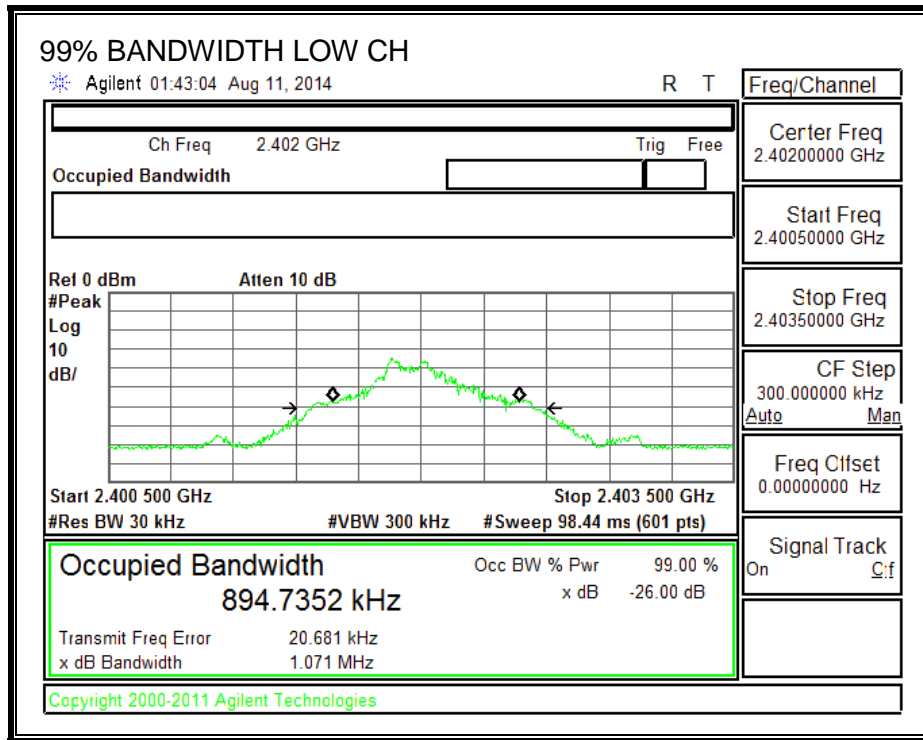 99% BANDWIDTH LOW CH
Agilent 01:43:04 Aug 11, 2014 R T
Freq/Channel
Ch Freq 2.402 GHz Trig Free
Occupied Bandwidth
Center Freq
2.40200000 GHz
Start Freq
2.40050000 GHz
Stop Freq
2.40350000 GHz
CF Step
300.000000 kHz
Auto Man
Freq Offset
0.00000000 Hz
Signal Track
On Off
Ref 0 dBm Atten 10 dB
#Peak
Log
10
dB/
Start 2.400 500 GHz Stop 2.403 500 GHz
#Res BW 30 kHz #VBW 300 kHz #Sweep 98.44 ms (601 pts)
Occupied Bandwidth
894.7352 kHz
Occ BW % Pwr 99.00 %
x dB -26.00 dB
Transmit Freq Error 20.681 kHz
x dB Bandwidth 1.071 MHz
Copyright 2000-2011 Agilent Technologies